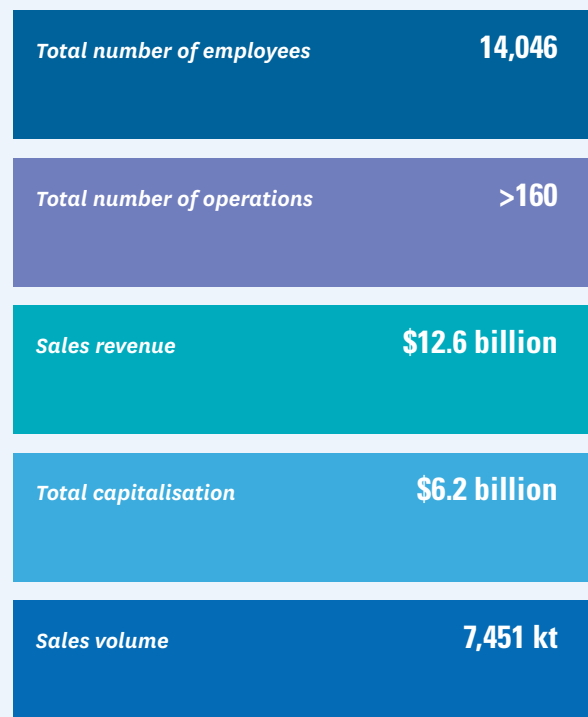 Total number of employees 14,046
Total number of operations >160
Sales revenue $12.6 billion
Total capitalisation $6.2 billion
Sales volume 7,451 kt